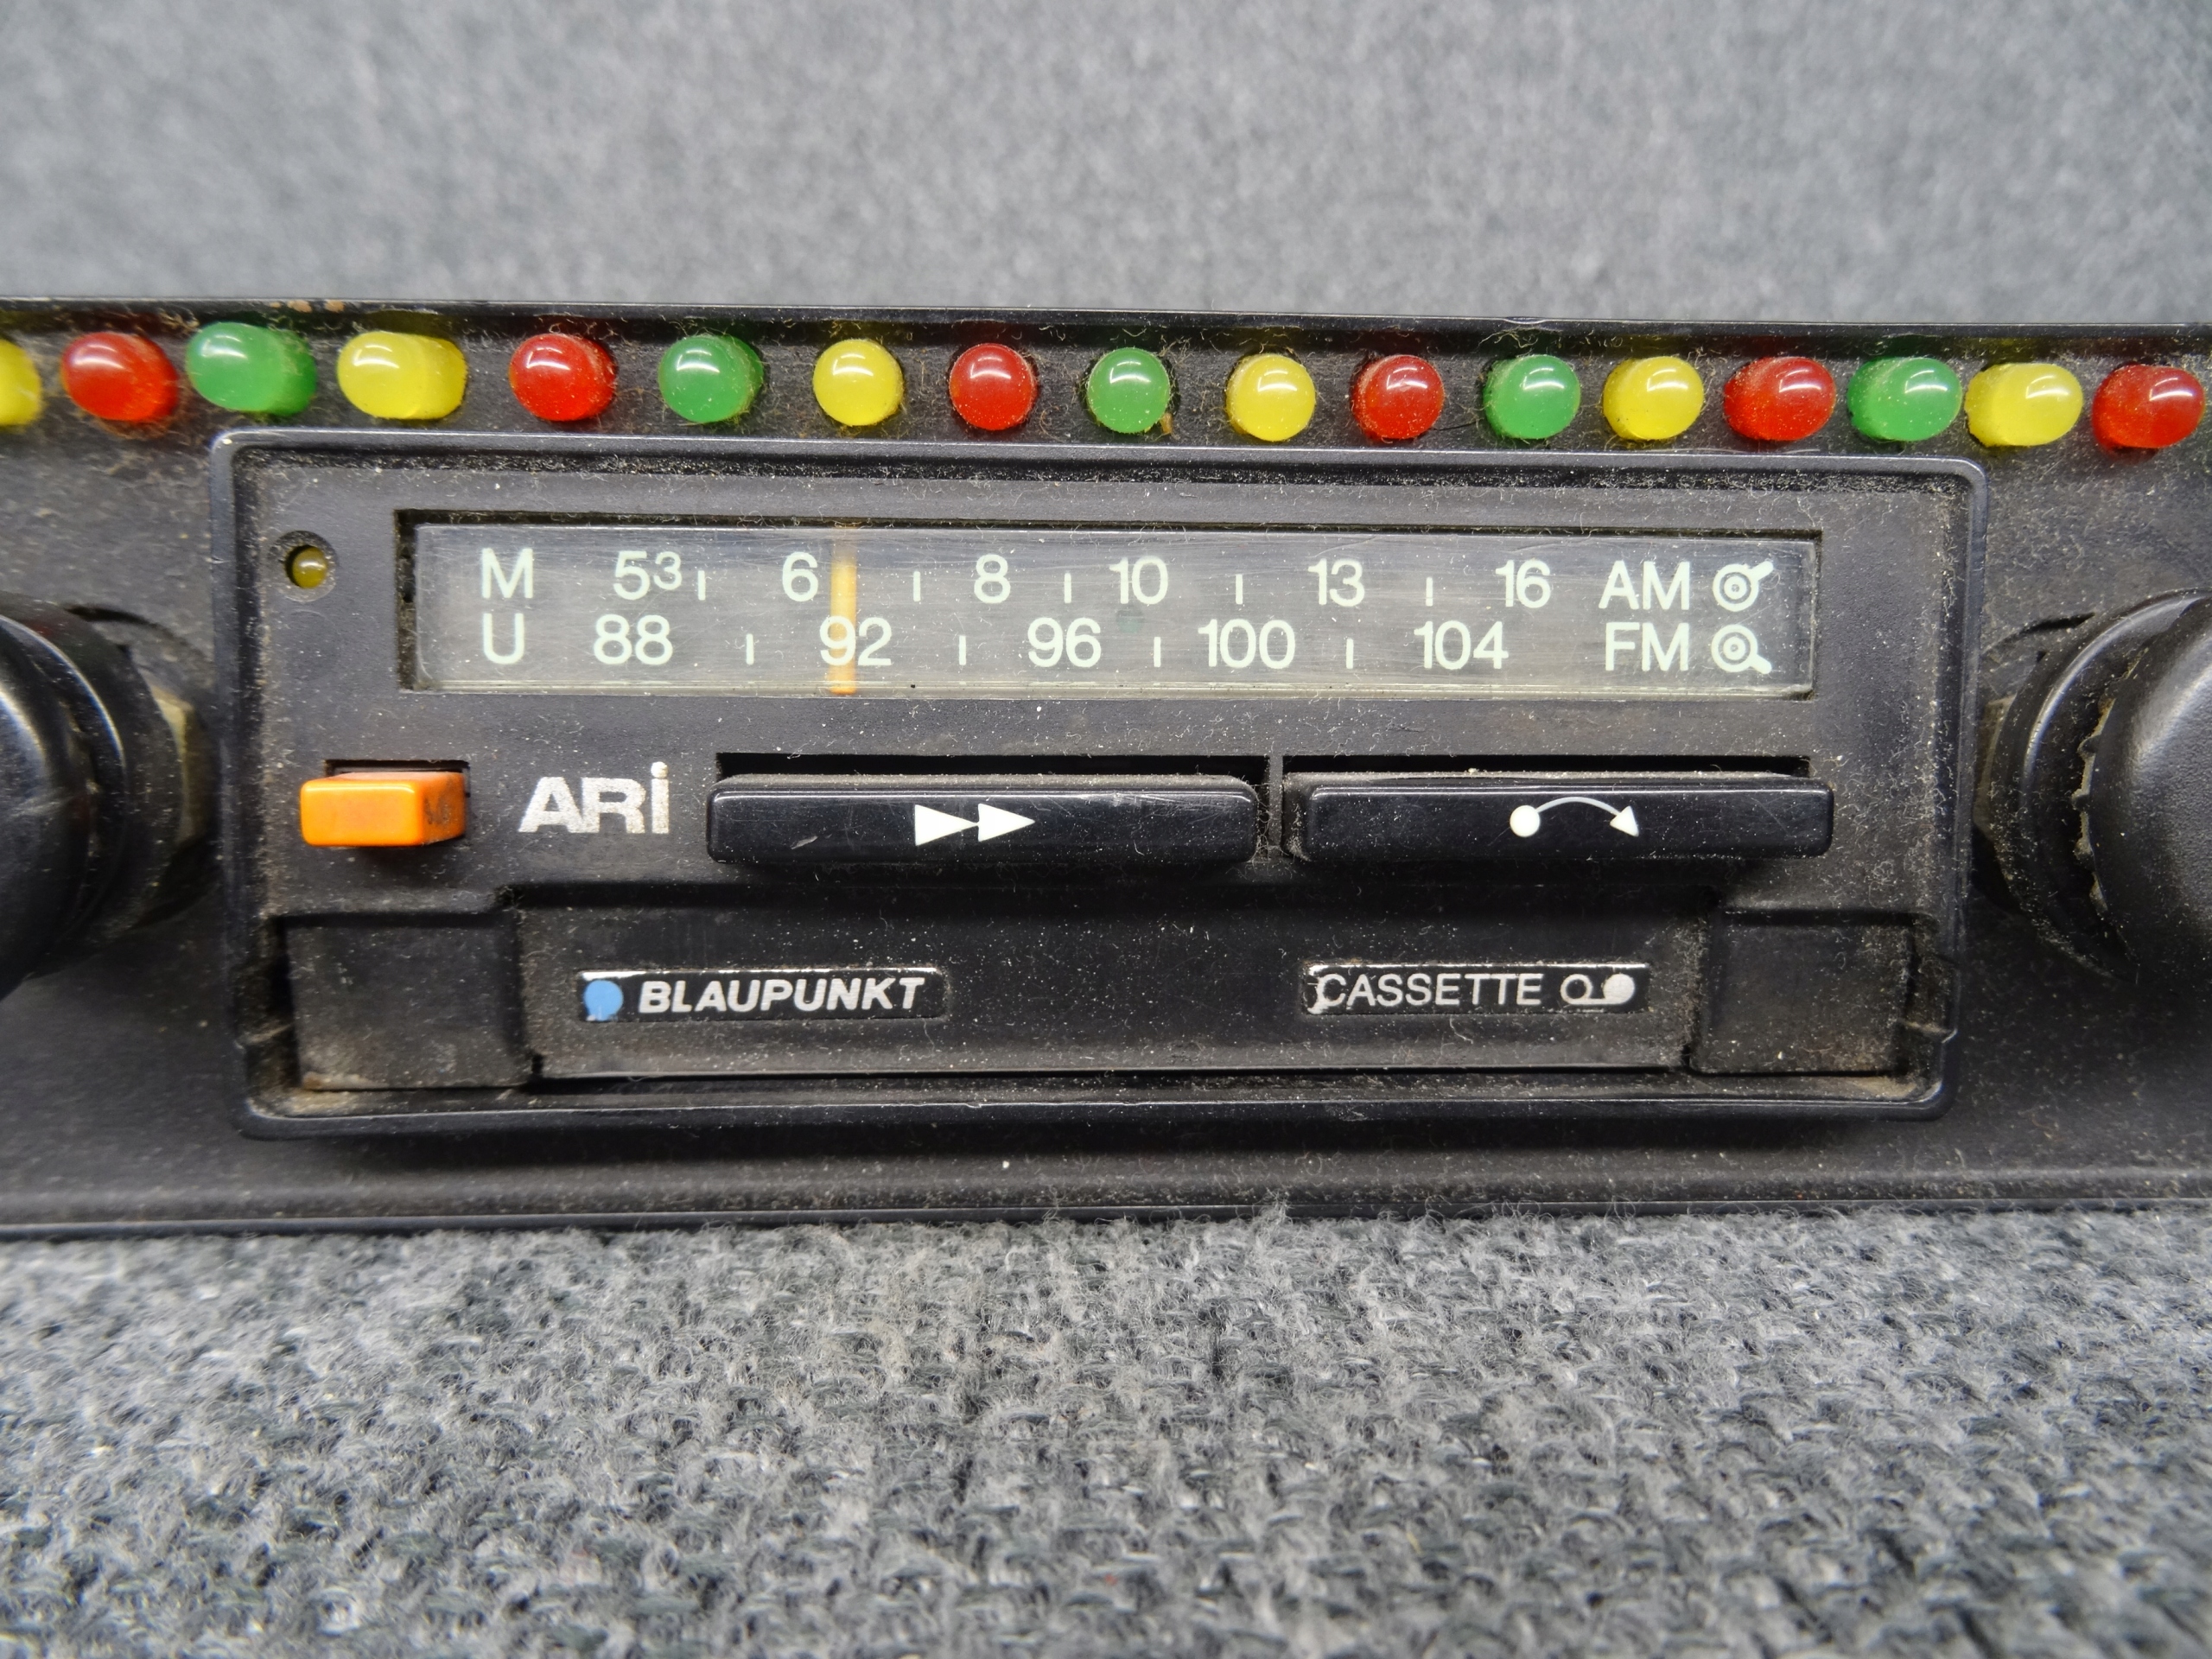 M 53 6 8 10 13 16 AM
U 88 92 96 100 104 FM
ARi
BLAUPUNKT CASSETTE